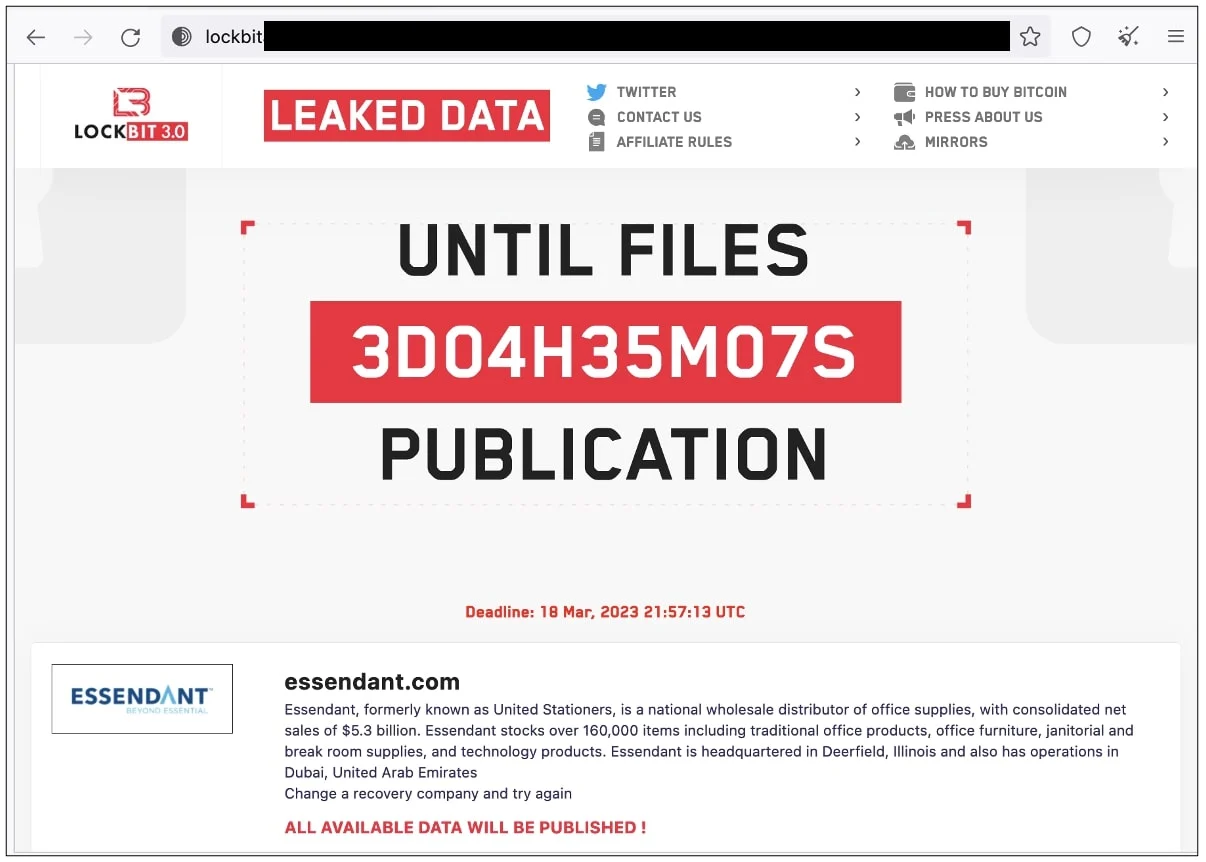 lockbit
LOCKBIT 3.0
LEAKED DATA
TWITTER
CONTACT US
AFFILIATE RULES
HOW TO BUY BITCOIN
PRESS ABOUT US
MIRRORS
UNTIL FILES
3D04H35M07S
PUBLICATION
Deadline: 18 Mar, 2023 21:57:13 UTC
ESSENDANT
BEYOND ESSENTIAL
essendant.com
Essendant, formerly known as United Stationers, is a national wholesale distributor of office supplies, with consolidated net
sales of $5.3 billion. Essendant stocks over 160,000 items including traditional office products, office furniture, janitorial and
break room supplies, and technology products. Essendant is headquartered in Deerfield, Illinois and also has operations in
Dubai, United Arab Emirates
Change a recovery company and try again
ALL AVAILABLE DATA WILL BE PUBLISHED !